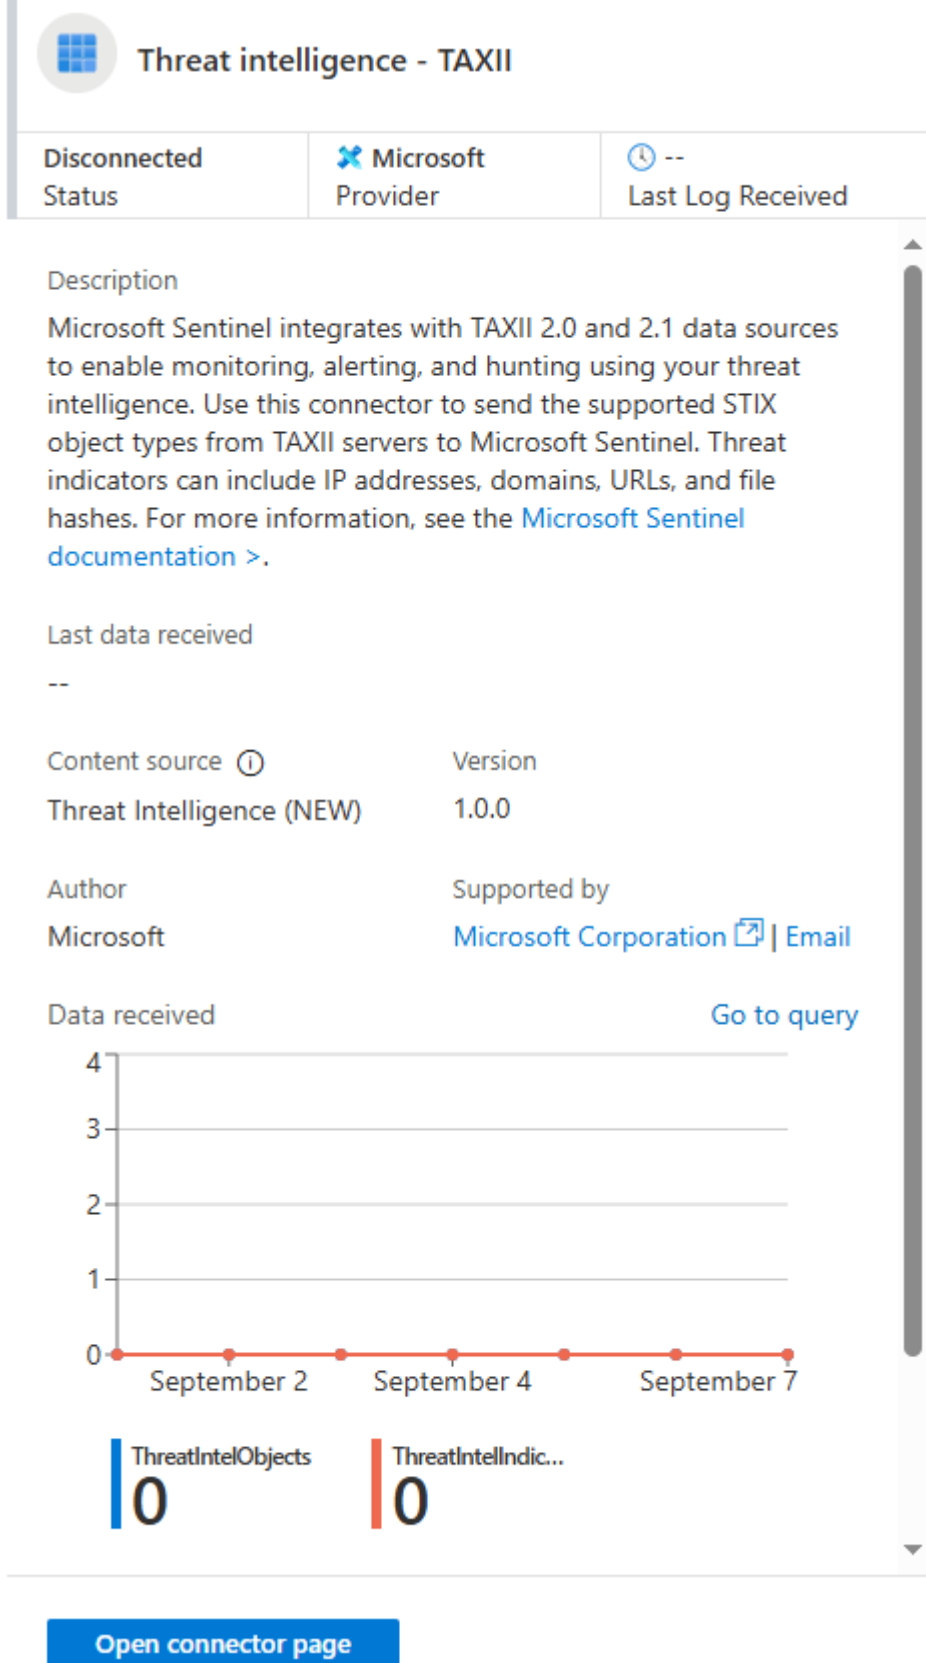 Threat intelligence - TAXII
Disconnected
Status
Microsoft
Provider
--
Last Log Received
Description
Microsoft Sentinel integrates with TAXII 2.0 and 2.1 data sources
to enable monitoring, alerting, and hunting using your threat
intelligence. Use this connector to send the supported STIX
object types from TAXII servers to Microsoft Sentinel. Threat
indicators can include IP addresses, domains, URLs, and file
hashes. For more information, see the Microsoft Sentinel
documentation >.
Last data received
--
Content source
Threat Intelligence (NEW)
Version
1.0.0
Author
Microsoft
Supported by
Microsoft Corporation | Email
Data received
Go to query
4
3
2
1
0
September 2
September 4
September 7
ThreatIntelObjects
0
ThreatIntelIndic...
0
Open connector page